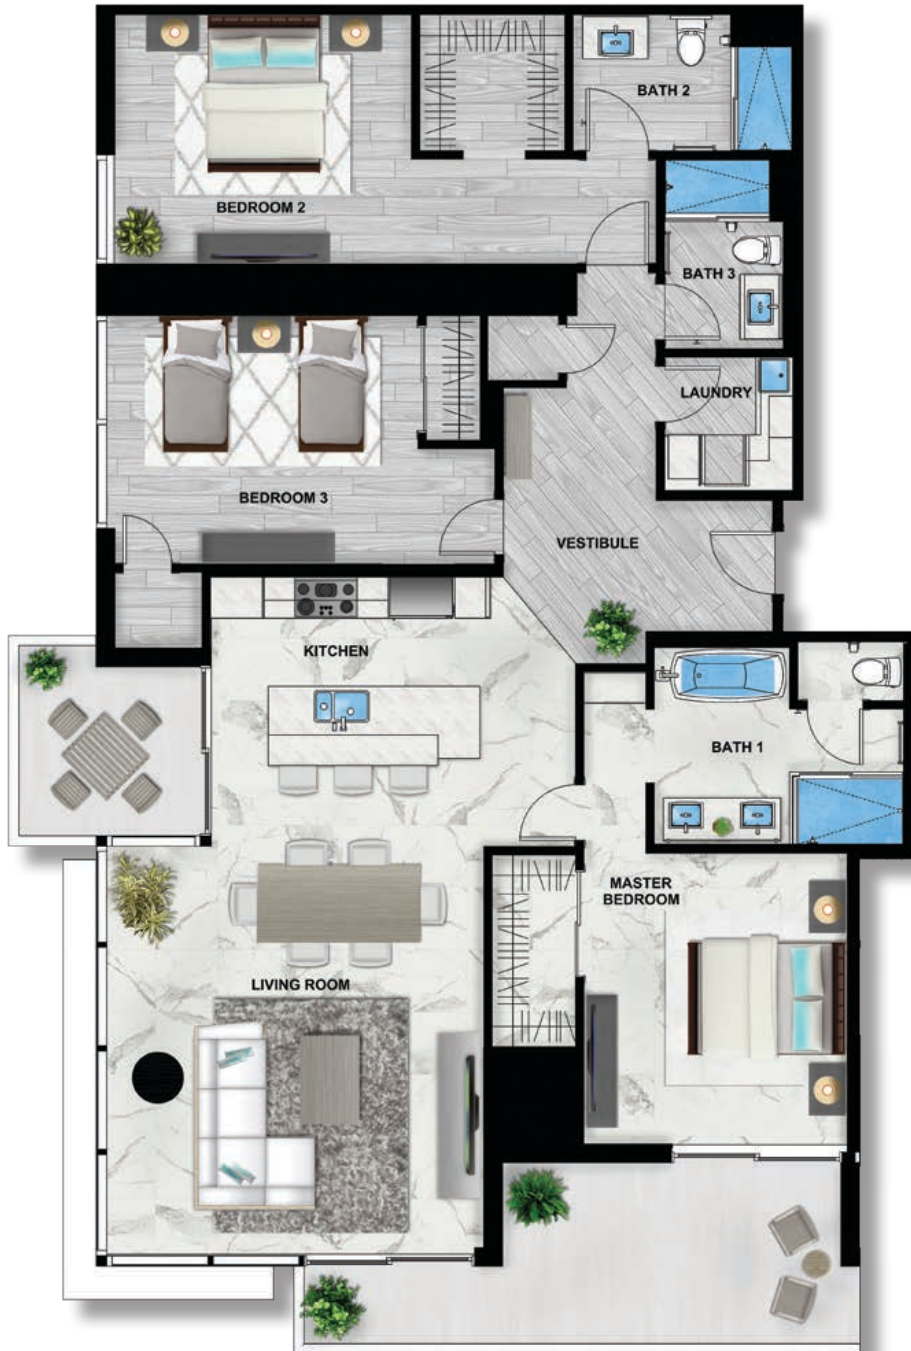 BATH 2
BEDROOM 2
BATH 3
LAUNDRY
BEDROOM 3
VESTIBULE
KITCHEN
BATH 1
MASTER
BEDROOM
LIVING ROOM